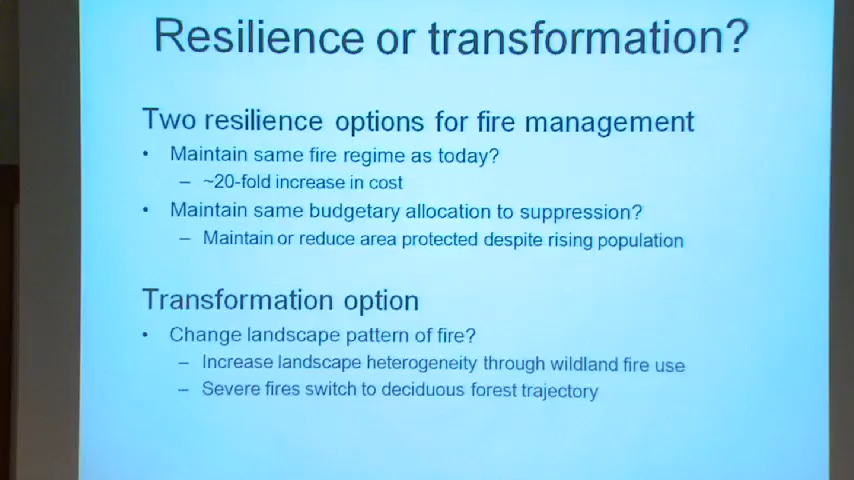 Resilience or transformation?
Two resilience options for fire management
• Maintain same fire regime as today?
– ~20-fold increase in cost
• Maintain same budgetary allocation to suppression?
– Maintain or reduce area protected despite rising population
Transformation option
• Change landscape pattern of fire?
– Increase landscape heterogeneity through wildland fire use
– Severe fires switch to deciduous forest trajectory